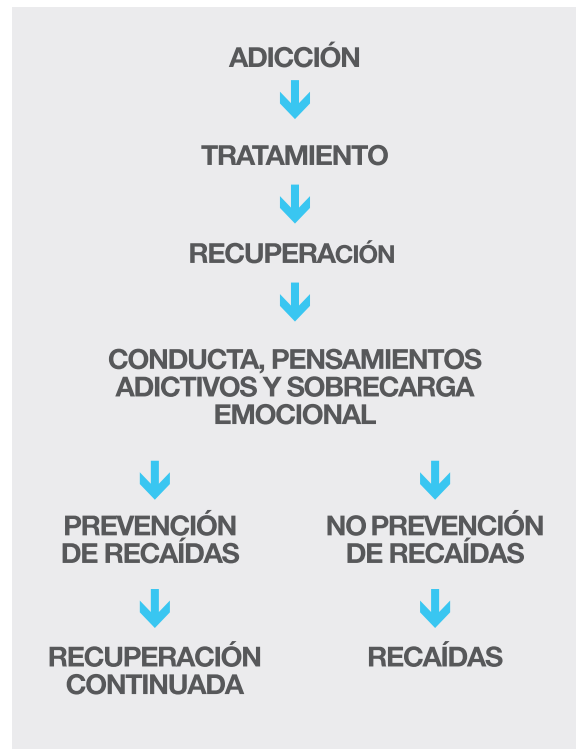 ADICCIÓN
TRATAMIENTO
RECUPERACIÓN
CONDUCTA, PENSAMIENTOS
ADICTIVOS Y SOBRECARGA
EMOCIONAL
PREVENCIÓN
DE RECAÍDAS
NO PREVENCIÓN
DE RECAÍDAS
RECUPERACIÓN
CONTINUADA
RECAÍDAS